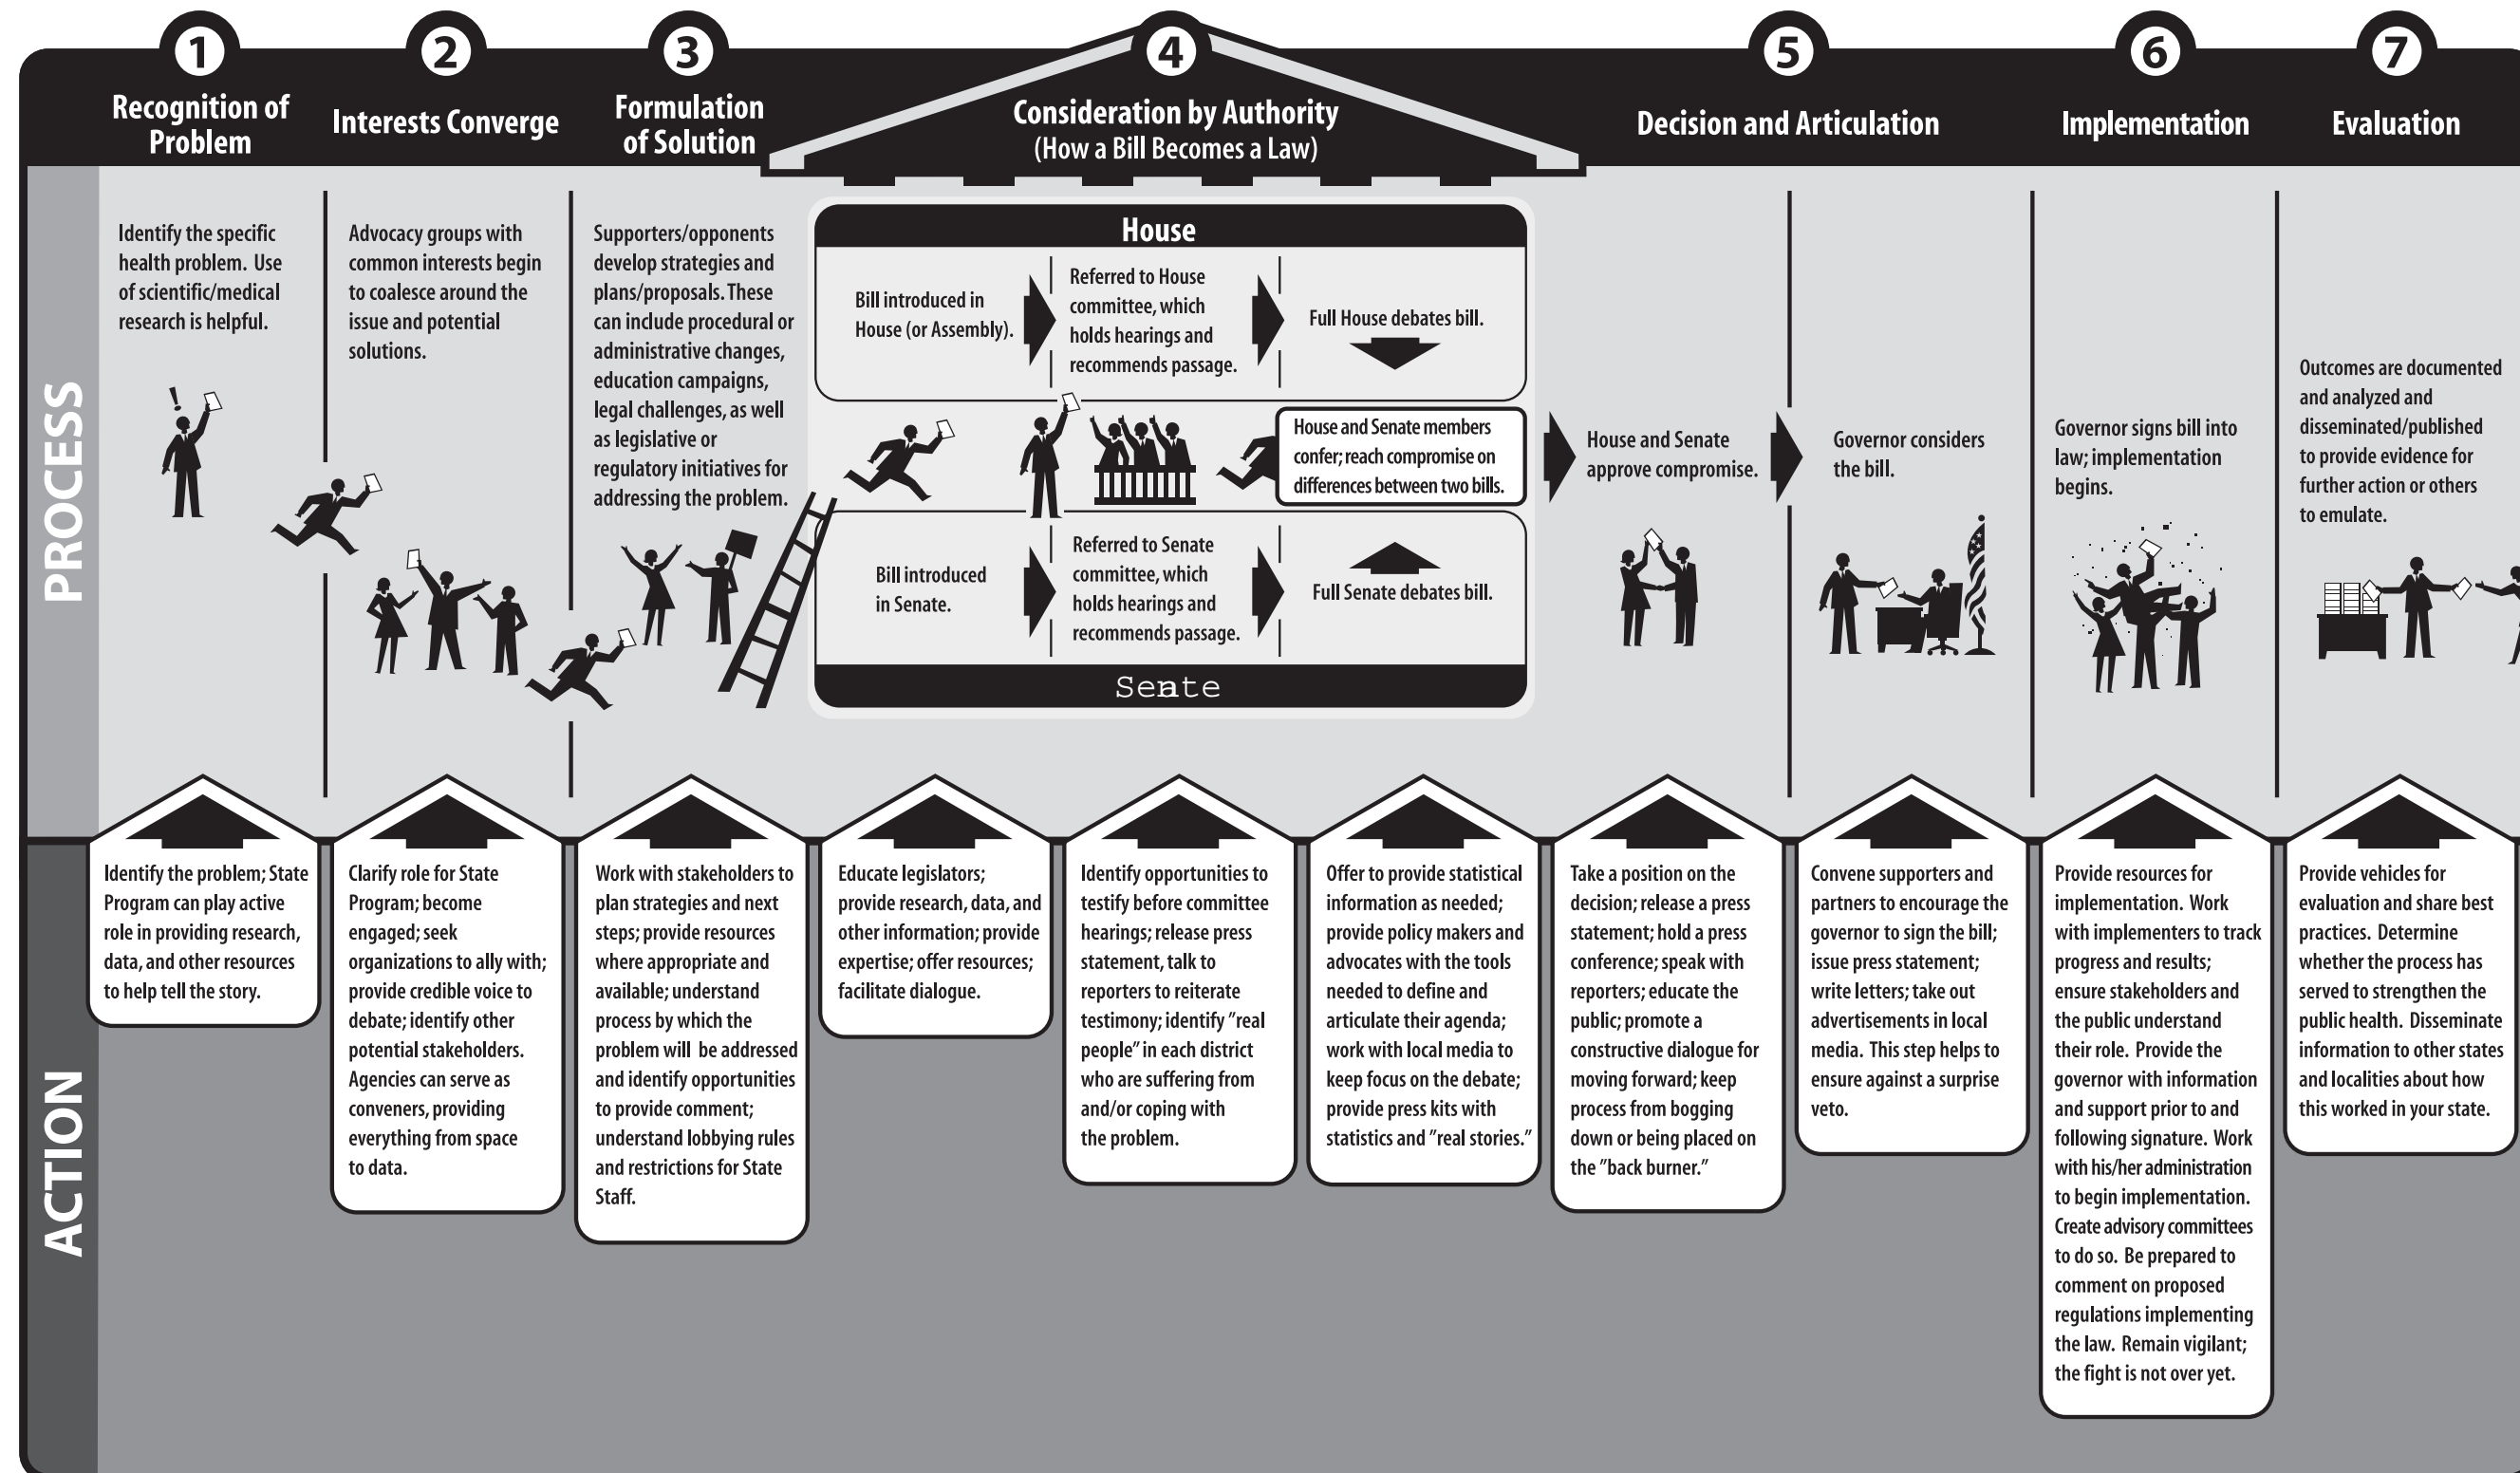 1
Recognition of
Problem
2
Interests Converge
3
Formulation
of Solution
4
Consideration by Authority
(How a Bill Becomes a Law)
5
Decision and Articulation
6
Implementation
7
Evaluation
PROCESS
Identify the specific
health problem. Use
of scientific/medical
research is helpful.
!
Advocacy groups with
common interests begin
to coalesce around the
issue and potential
solutions.
Supporters/opponents
develop strategies and
plans/proposals. These
can include procedural or
administrative changes,
education campaigns,
legal challenges, as well
as legislative or
regulatory initiatives for
addressing the problem.
House
Bill introduced in
House (or Assembly).
Referred to House
committee, which
holds hearings and
recommends passage.
Full House debates bill.
House and Senate members
confer; reach compromise on
differences between two bills.
Bill introduced
in Senate.
Referred to Senate
committee, which
holds hearings and
recommends passage.
Full Senate debates bill.
Senate
House and Senate
approve compromise.
Governor considers
the bill.
Governor signs bill into
law; implementation
begins.
Outcomes are documented
and analyzed and
disseminated/published
to provide evidence for
further action or others
to emulate.
ACTION
Identify the problem; State
Program can play active
role in providing research,
data, and other resources
to help tell the story.
Clarify role for State
Program; become
engaged; seek
organizations to ally with;
provide credible voice to
debate; identify other
potential stakeholders.
Agencies can serve as
conveners, providing
everything from space
to data.
Work with stakeholders to
plan strategies and next
steps; provide resources
where appropriate and
available; understand
process by which the
problem will be addressed
and identify opportunities
to provide comment;
understand lobbying rules
and restrictions for State
Staff.
Educate legislators;
provide research, data, and
other information; provide
expertise; offer resources;
facilitate dialogue.
Identify opportunities to
testify before committee
hearings; release press
statement, talk to
reporters to reiterate
testimony; identify "real
people" in each district
who are suffering from
and/or coping with
the problem.
Offer to provide statistical
information as needed;
provide policy makers and
advocates with the tools
needed to define and
articulate their agenda;
work with local media to
keep focus on the debate;
provide press kits with
statistics and "real stories."
Take a position on the
decision; release a press
statement; hold a press
conference; speak with
reporters; educate the
public; promote a
constructive dialogue for
moving forward; keep
process from bogging
down or being placed on
the "back burner."
Convene supporters and
partners to encourage the
governor to sign the bill;
issue press statement;
write letters; take out
advertisements in local
media. This step helps to
ensure against a surprise
veto.
Provide resources for
implementation. Work
with implementers to track
progress and results;
ensure stakeholders and
the public understand
their role. Provide the
governor with information
and support prior to and
following signature. Work
with his/her administration
to begin implementation.
Create advisory committees
to do so. Be prepared to
comment on proposed
regulations implementing
the law. Remain vigilant;
the fight is not over yet.
Provide vehicles for
evaluation and share best
practices. Determine
whether the process has
served to strengthen the
public health. Disseminate
information to other states
and localities about how
this worked in your state.